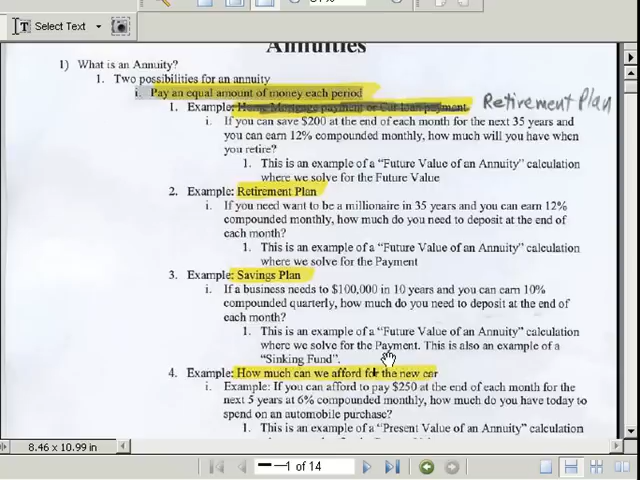 Select Text
Annuities
1) What is an Annuity?
1. Two possibilities for an annuity
i. Pay an equal amount of money each period
1. Example: Home Mortgage payment or Car loan payment Retirement Plan
i. If you can save $200 at the end of each month for the next 35 years and
you can earn 12% compounded monthly, how much will you have when
you retire?
1. This is an example of a “Future Value of an Annuity” calculation
where we solve for the Future Value
2. Example: Retirement Plan
i. If you need want to be a millionaire in 35 years and you can earn 12%
compounded monthly, how much do you need to deposit at the end of
each month?
1. This is an example of a “Future Value of an Annuity” calculation
where we solve for the Payment
3. Example: Savings Plan
i. If a business needs to $100,000 in 10 years and you can earn 10%
compounded quarterly, how much do you need to deposit at the end of
each month?
1. This is an example of a “Future Value of an Annuity” calculation
where we solve for the Payment. This is also an example of a
“Sinking Fund”.
4. Example: How much can we afford for the new car
i. Example: If you can afford to pay $250 at the end of each month for the
next 5 years at 6% compounded monthly, how much do you have today to
spend on an automobile purchase?
1. This is an example of a “Present Value of an Annuity” calculation
8.46 x 10.99 in
1 of 14